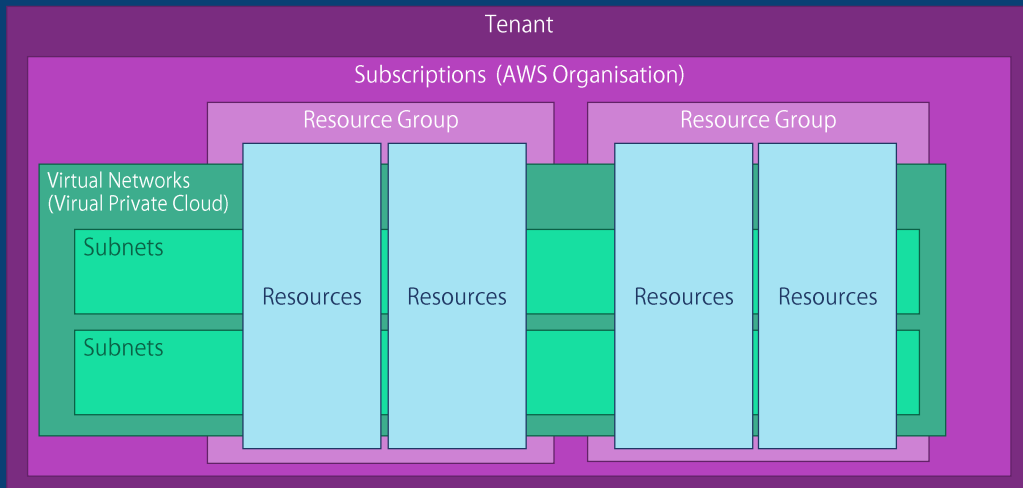 Tenant
Subscriptions (AWS Organisation)
Resource Group
Resource Group
Virtual Networks
(Virual Private Cloud)
Subnets
Resources
Resources
Resources
Resources
Subnets